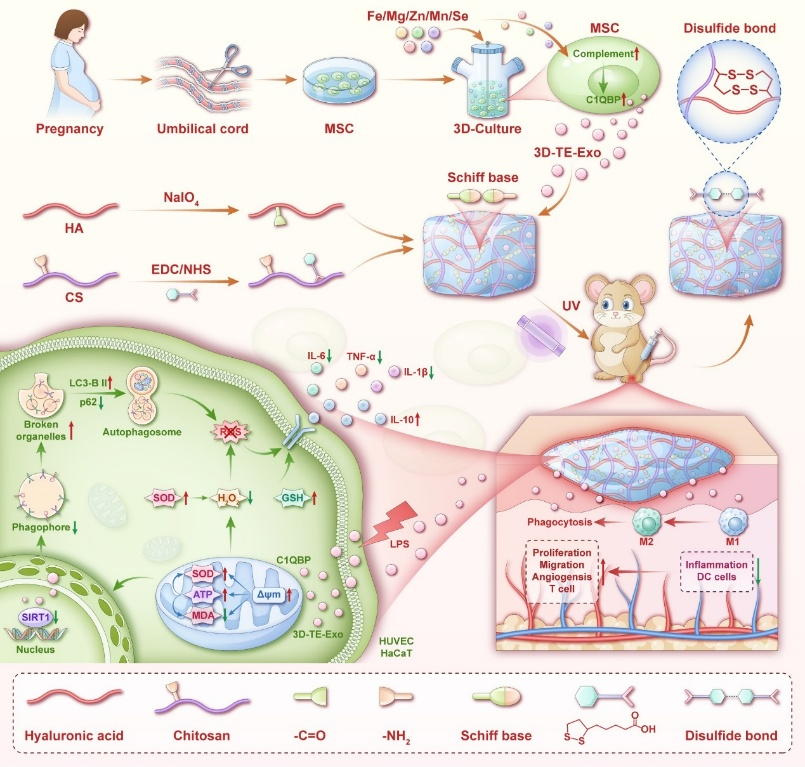 Fe/Mg/Zn/Mn/Se
MSC
Disulfide bond
Complement
C1QBP
S–S
S–S
Pregnancy
Umbilical cord
MSC
3D-Culture
3D-TE-Exo
Schiff base
NaIO4
HA
EDC/NHS
CS
UV
IL-6
TNF-α
IL-1β
IL-10
LC3-B II
p62
Broken
organelles
Autophagosome
ROS
SOD
H2O2
GSH
Phagophore
LPS
C1QBP
SOD
ATP
MDA
Δψm
3D-TE-Exo
SIRT1
Nucleus
HUVEC
HaCaT
Phagocytosis
M2
M1
Proliferation
Migration
Angiogensis
T cell
Inflammation
DC cells
O
OH
S–S
Hyaluronic acid
Chitosan
-C=O
-NH2
Schiff base
Disulfide bond